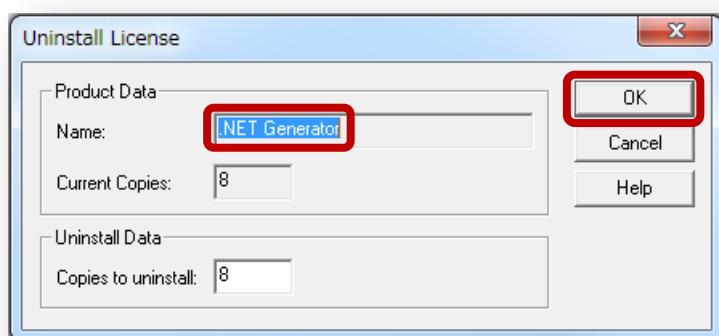 Uninstall License
Product Data
Name: .NET Generator
Current Copies: 8
Uninstall Data
Copies to uninstall: 8
OK
Cancel
Help